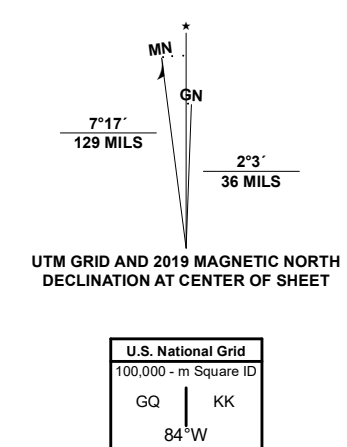 MN
GN
7°17´
129 MILS
2°3´
36 MILS
UTM GRID AND 2019 MAGNETIC NORTH
DECLINATION AT CENTER OF SHEET
U.S. National Grid
100,000 - m Square ID
GQ KK
84°W